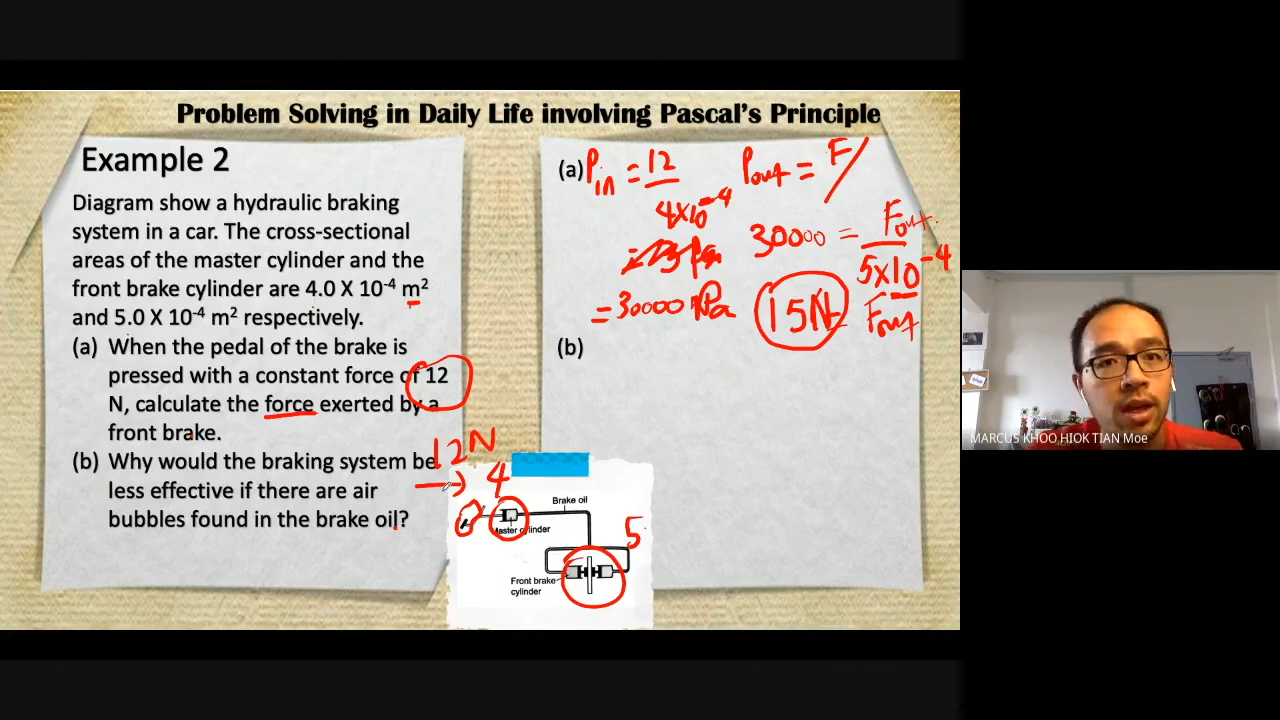 Problem Solving in Daily Life involving Pascal's Principle
Example 2
Diagram show a hydraulic braking
system in a car. The cross-sectional
areas of the master cylinder and the
front brake cylinder are 4.0 X 10⁻⁴ m²
and 5.0 X 10⁻⁴ m² respectively.
(a) When the pedal of the brake is
pressed with a constant force of 12
N, calculate the force exerted by a
front brake.
(b) Why would the braking system be
less effective if there are air
bubbles found in the brake oil?
12N
4
Brake oil
Master cylinder
5
Front brake
cylinder
(a) Pin = 12
4×10⁻⁴
= 30000 Pa
Pout = F/
30000 = Fout
5×10⁻⁴
15N = Fout
(b)
MARCUS KHOO HIOK TIAN Moe